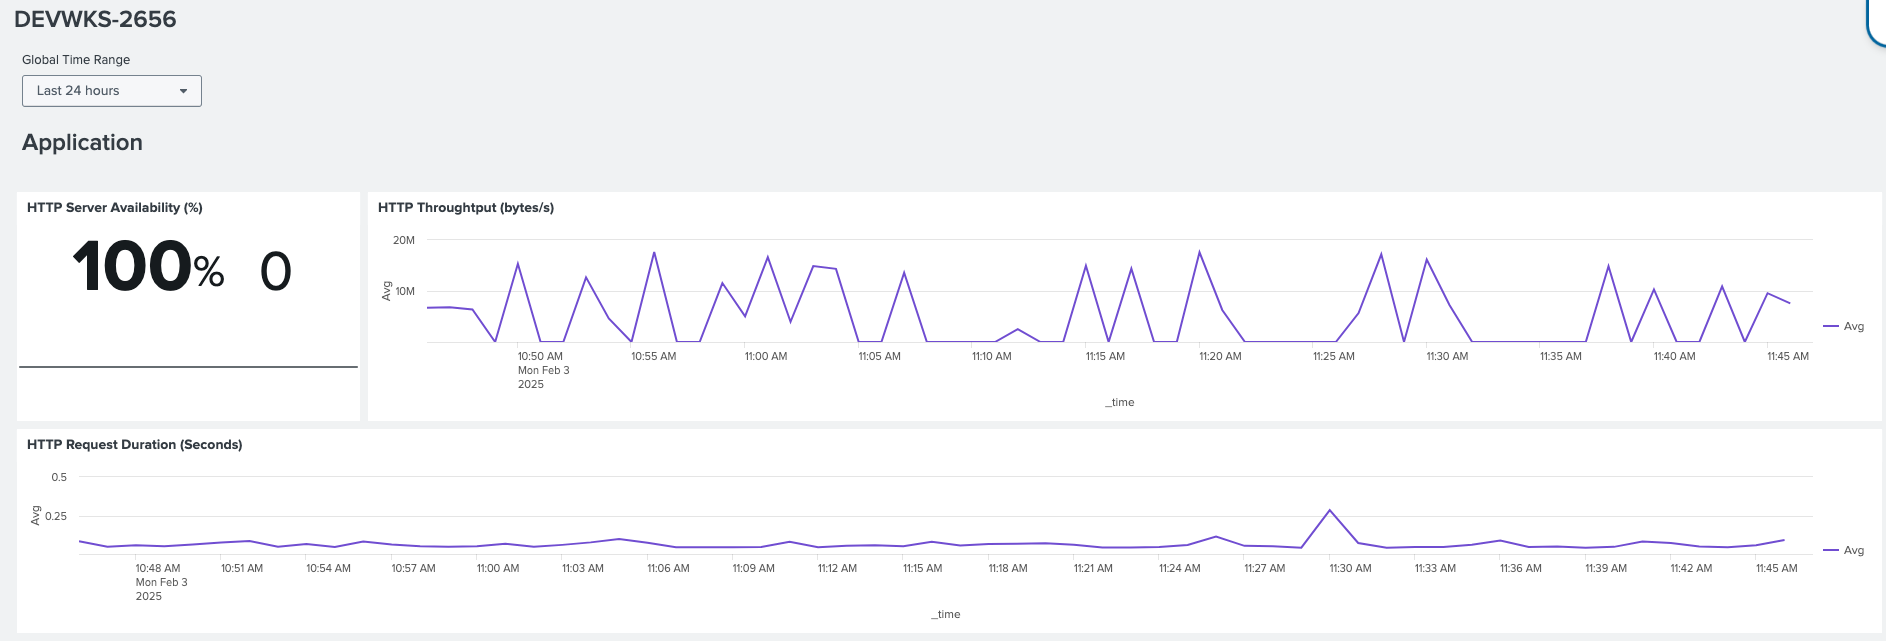 DEVWKS-2656
Global Time Range
Last 24 hours
Application
HTTP Server Availability (%)
100% 0
HTTP Throughtput (bytes/s)
20M
10M
Avg
10:50 AM 10:55 AM 11:00 AM 11:05 AM 11:10 AM 11:15 AM 11:20 AM 11:25 AM 11:30 AM 11:35 AM 11:40 AM 11:45 AM
Mon Feb 3
2025
_time
Avg
HTTP Request Duration (Seconds)
0.5
0.25
Avg
10:48 AM 10:51 AM 10:54 AM 10:57 AM 11:00 AM 11:03 AM 11:06 AM 11:09 AM 11:12 AM 11:15 AM 11:18 AM 11:21 AM 11:24 AM 11:27 AM 11:30 AM 11:33 AM 11:36 AM 11:39 AM 11:42 AM 11:45 AM
Mon Feb 3
2025
_time
Avg